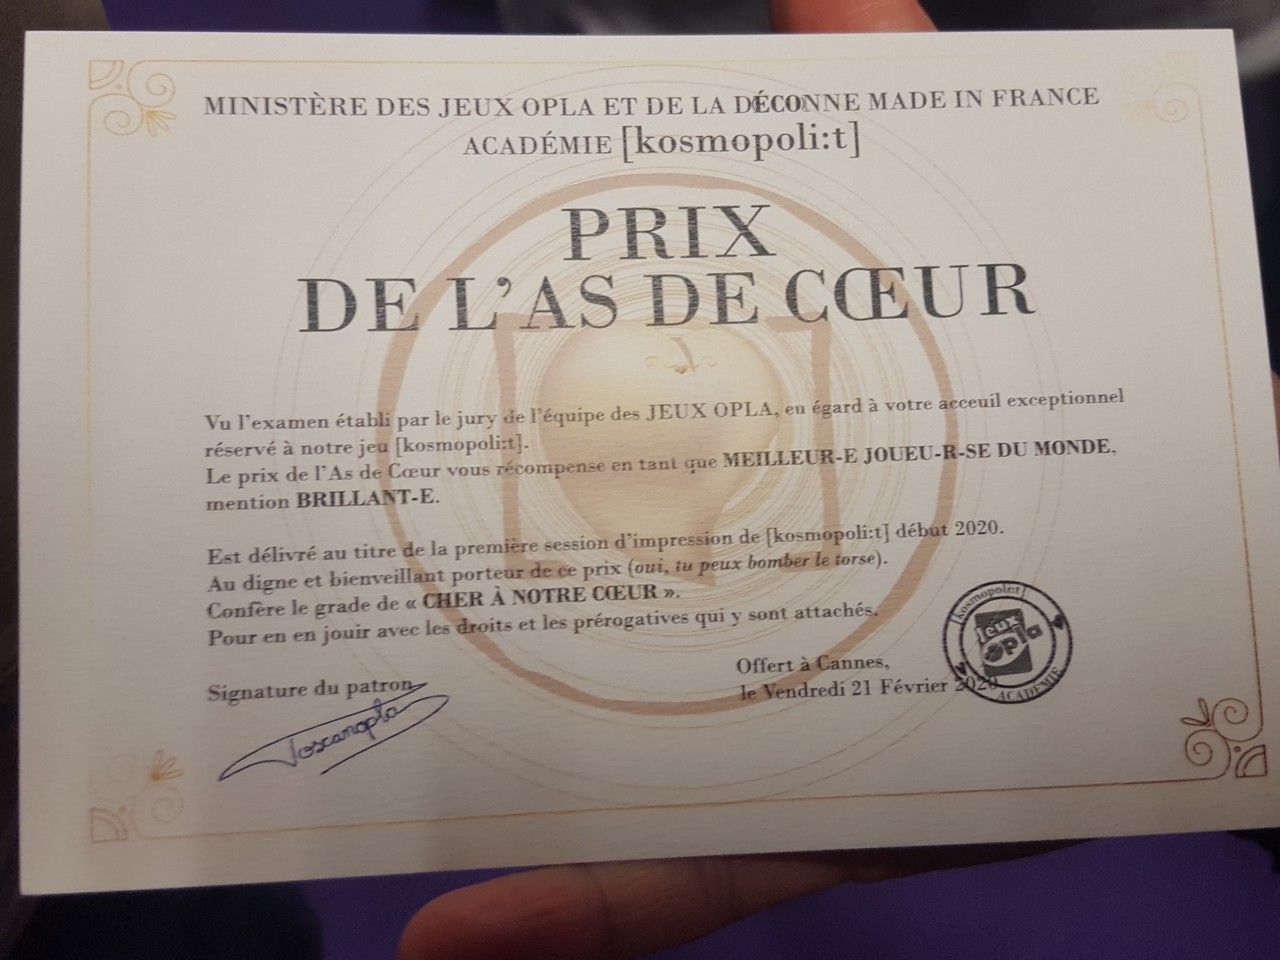 MINISTÈRE DES JEUX OPLA ET DE LA DÉCONNE MADE IN FRANCE
ACADÉMIE [kosmopoli:t]
PRIX
DE L'AS DE CŒUR
Vu l'examen établi par le jury de l'équipe des JEUX OPLA, eu égard à votre acceuil exceptionnel
réservé à notre jeu [kosmopoli:t].
Le prix de l'As de Cœur vous récompense en tant que MEILLEUR-E JOUEU-R-SE DU MONDE,
mention BRILLANT-E.
Est délivré au titre de la première session d'impression de [kosmopoli:t] début 2020.
Au digne et bienveillant porteur de ce prix (oui, tu peux bomber le torse).
Confère le grade de « CHER À NOTRE CŒUR ».
Pour en en jouir avec les droits et les prérogatives qui y sont attachés.
Offert à Cannes,
le Vendredi 21 Février 2020
Signature du patron
Toscanopla
[kosmopoli:t]
Jeux
Opla
ACADÉMIE